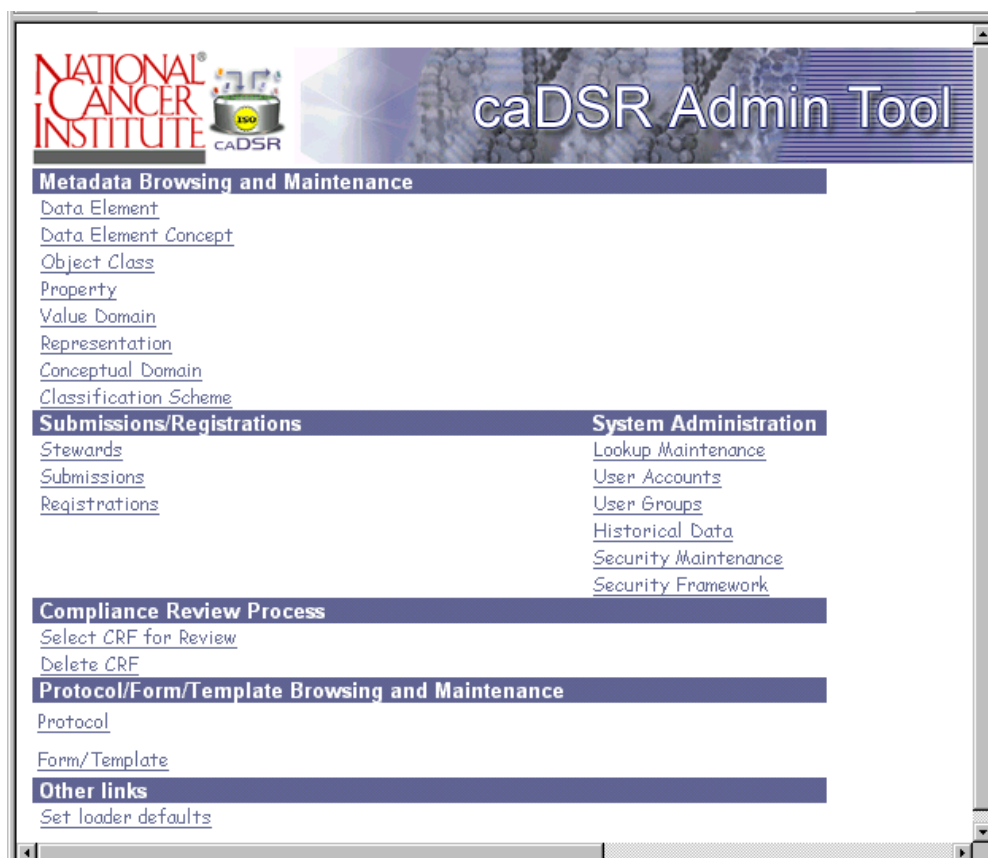 NATIONAL®
CANCER
INSTITUTE
ISO
caDSR
caDSR Admin Tool
Metadata Browsing and Maintenance
Data Element
Data Element Concept
Object Class
Property
Value Domain
Representation
Conceptual Domain
Classification Scheme
Submissions/Registrations
Stewards
Submissions
Registrations
System Administration
Lookup Maintenance
User Accounts
User Groups
Historical Data
Security Maintenance
Security Framework
Compliance Review Process
Select CRF for Review
Delete CRF
Protocol/Form/Template Browsing and Maintenance
Protocol
Form/Template
Other links
Set loader defaults